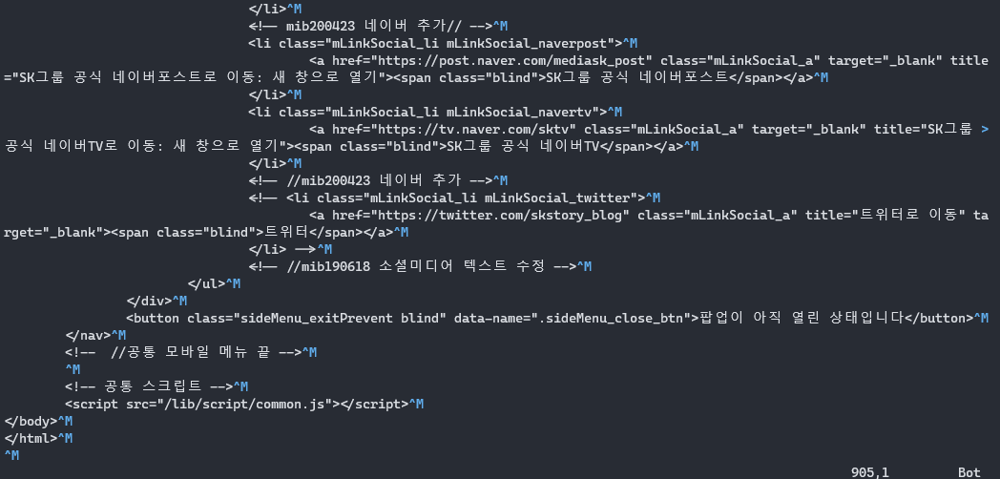 </li>^M
<!-- mib200423 네이버 추가// -->^M
<li class="mLinkSocial_li mLinkSocial_naverpost">^M
<a href="https://post.naver.com/mediask_post" class="mLinkSocial_a" target="_blank" title
="SK그룹 공식 네이버포스트로 이동: 새 창으로 열기"><span class="blind">SK그룹 공식 네이버포스트</span></a>^M
</li>^M
<li class="mLinkSocial_li mLinkSocial_navertv">^M
<a href="https://tv.naver.com/sktv" class="mLinkSocial_a" target="_blank" title="SK그룹 >
공식 네이버TV로 이동: 새 창으로 열기"><span class="blind">SK그룹 공식 네이버TV</span></a>^M
</li>^M
<!-- //mib200423 네이버 추가 -->^M
<!-- <li class="mLinkSocial_li mLinkSocial_twitter">^M
<a href="https://twitter.com/skstory_blog" class="mLinkSocial_a" title="트위터로 이동" ta
rget="_blank"><span class="blind">트위터</span></a>^M
</li> -->^M
<!-- //mib190618 소셜미디어 텍스트 수정 -->^M
</ul>^M
</div>^M
<button class="sideMenu_exitPrevent blind" data-name=".sideMenu_close_btn">팝업이 아직 열린 상태입니다</button>^M
</nav>^M
<!--  //공통 모바일 메뉴 끝 -->^M
^M
<!-- 공통 스크립트 -->^M
<script src="/lib/script/common.js"></script>^M
</body>^M
</html>^M
^M
905,1 Bot